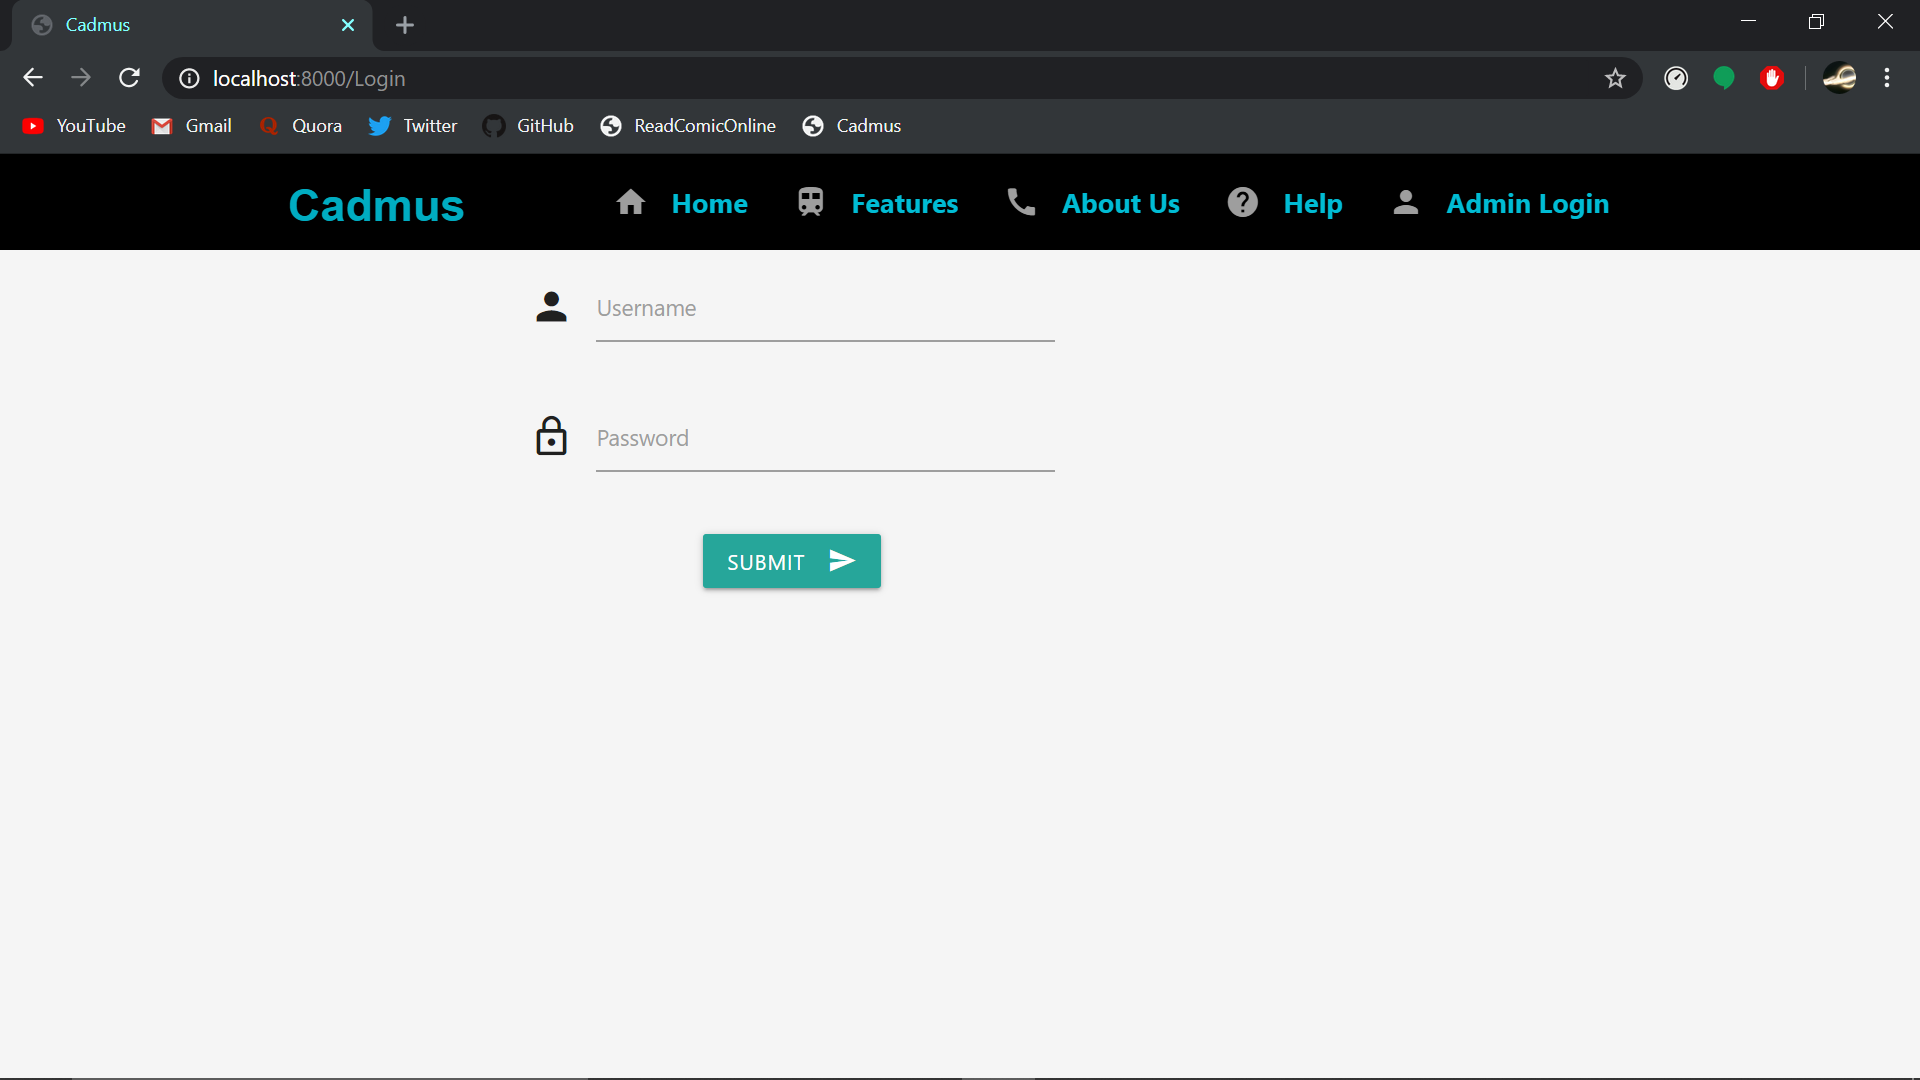 Cadmus
localhost:8000/Login
YouTube Gmail Quora Twitter GitHub ReadComicOnline Cadmus
Cadmus Home Features About Us Help Admin Login
Username
Password
SUBMIT